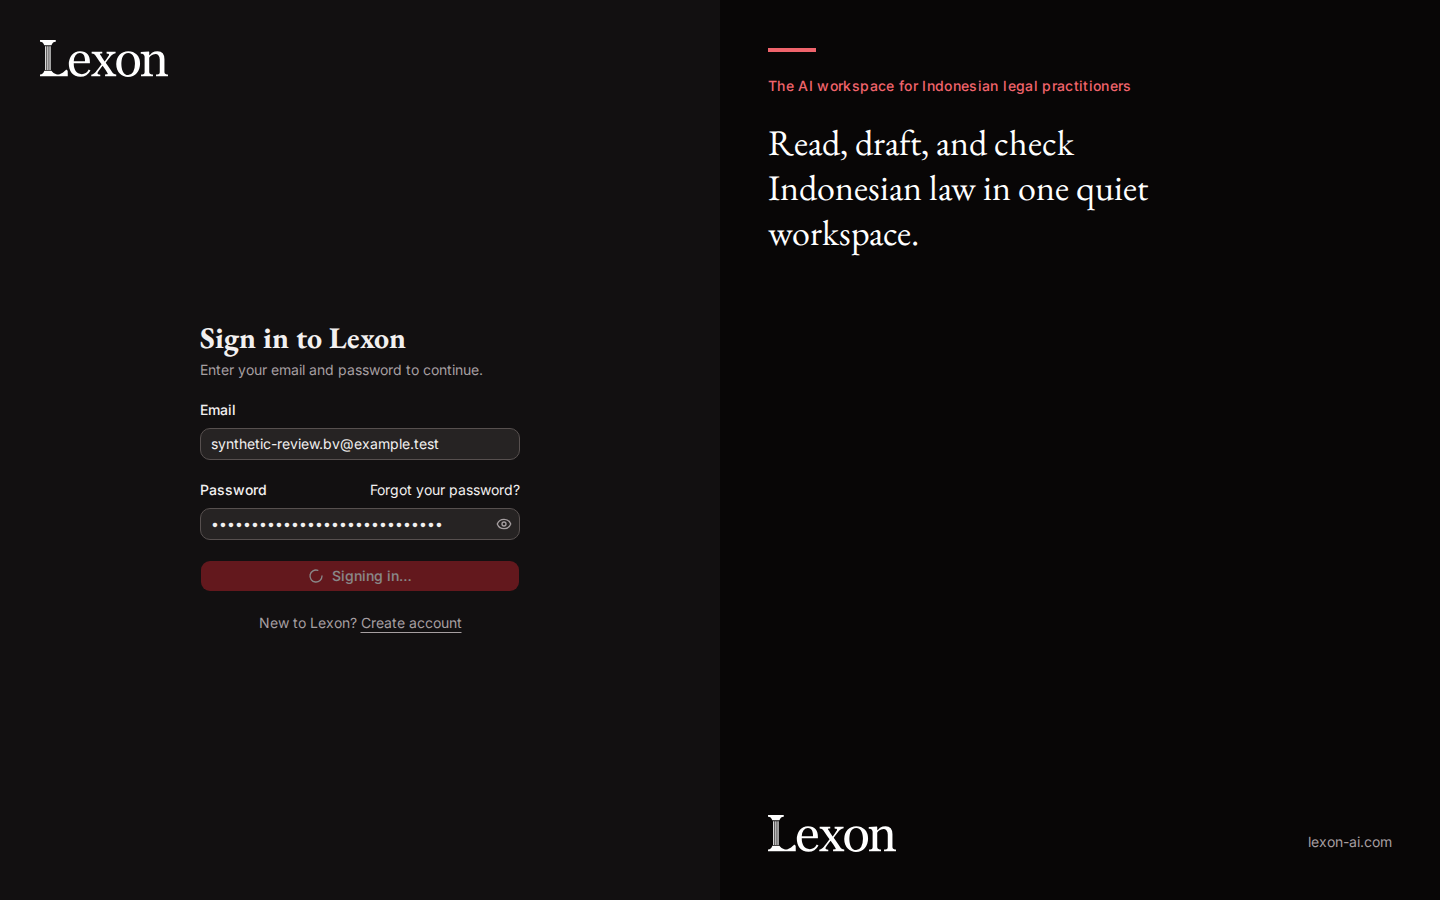 Lexon
Sign in to Lexon
Enter your email and password to continue.
Email
synthetic-review.bv@example.test
Password
Forgot your password?
••••••••••••••••••••••••••••••
Signing in...
New to Lexon? Create account
The AI workspace for Indonesian legal practitioners
Read, draft, and check
Indonesian law in one quiet
workspace.
Lexon
lexon-ai.com